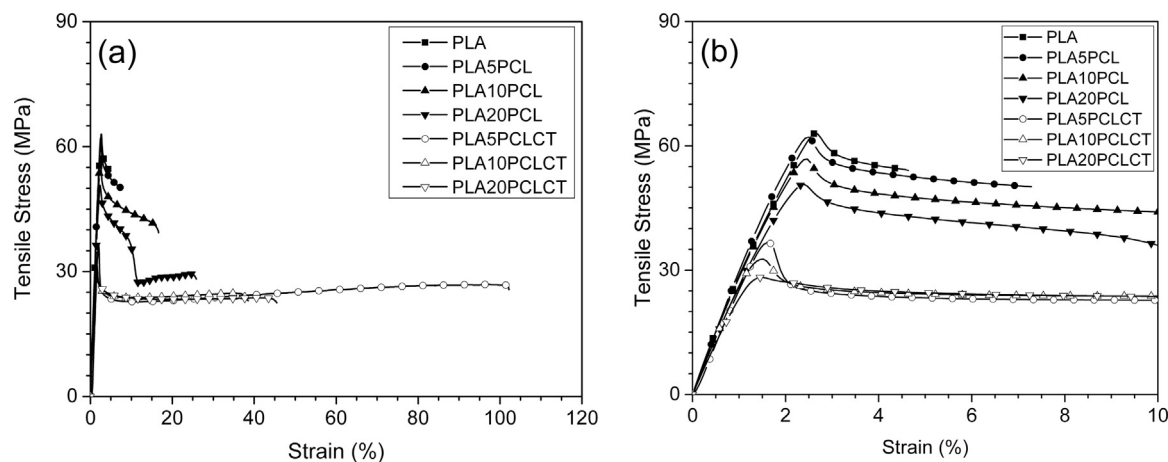 (a)
PLA
PLA5PCL
PLA10PCL
PLA20PCL
PLA5PCLCT
PLA10PCLCT
PLA20PCLCT
90
60
30
0
Tensile Stress (MPa)
0 20 40 60 80 100 120
Strain (%)
(b)
PLA
PLA5PCL
PLA10PCL
PLA20PCL
PLA5PCLCT
PLA10PCLCT
PLA20PCLCT
90
60
30
0
Tensile Stress (MPa)
0 2 4 6 8 10
Strain (%)